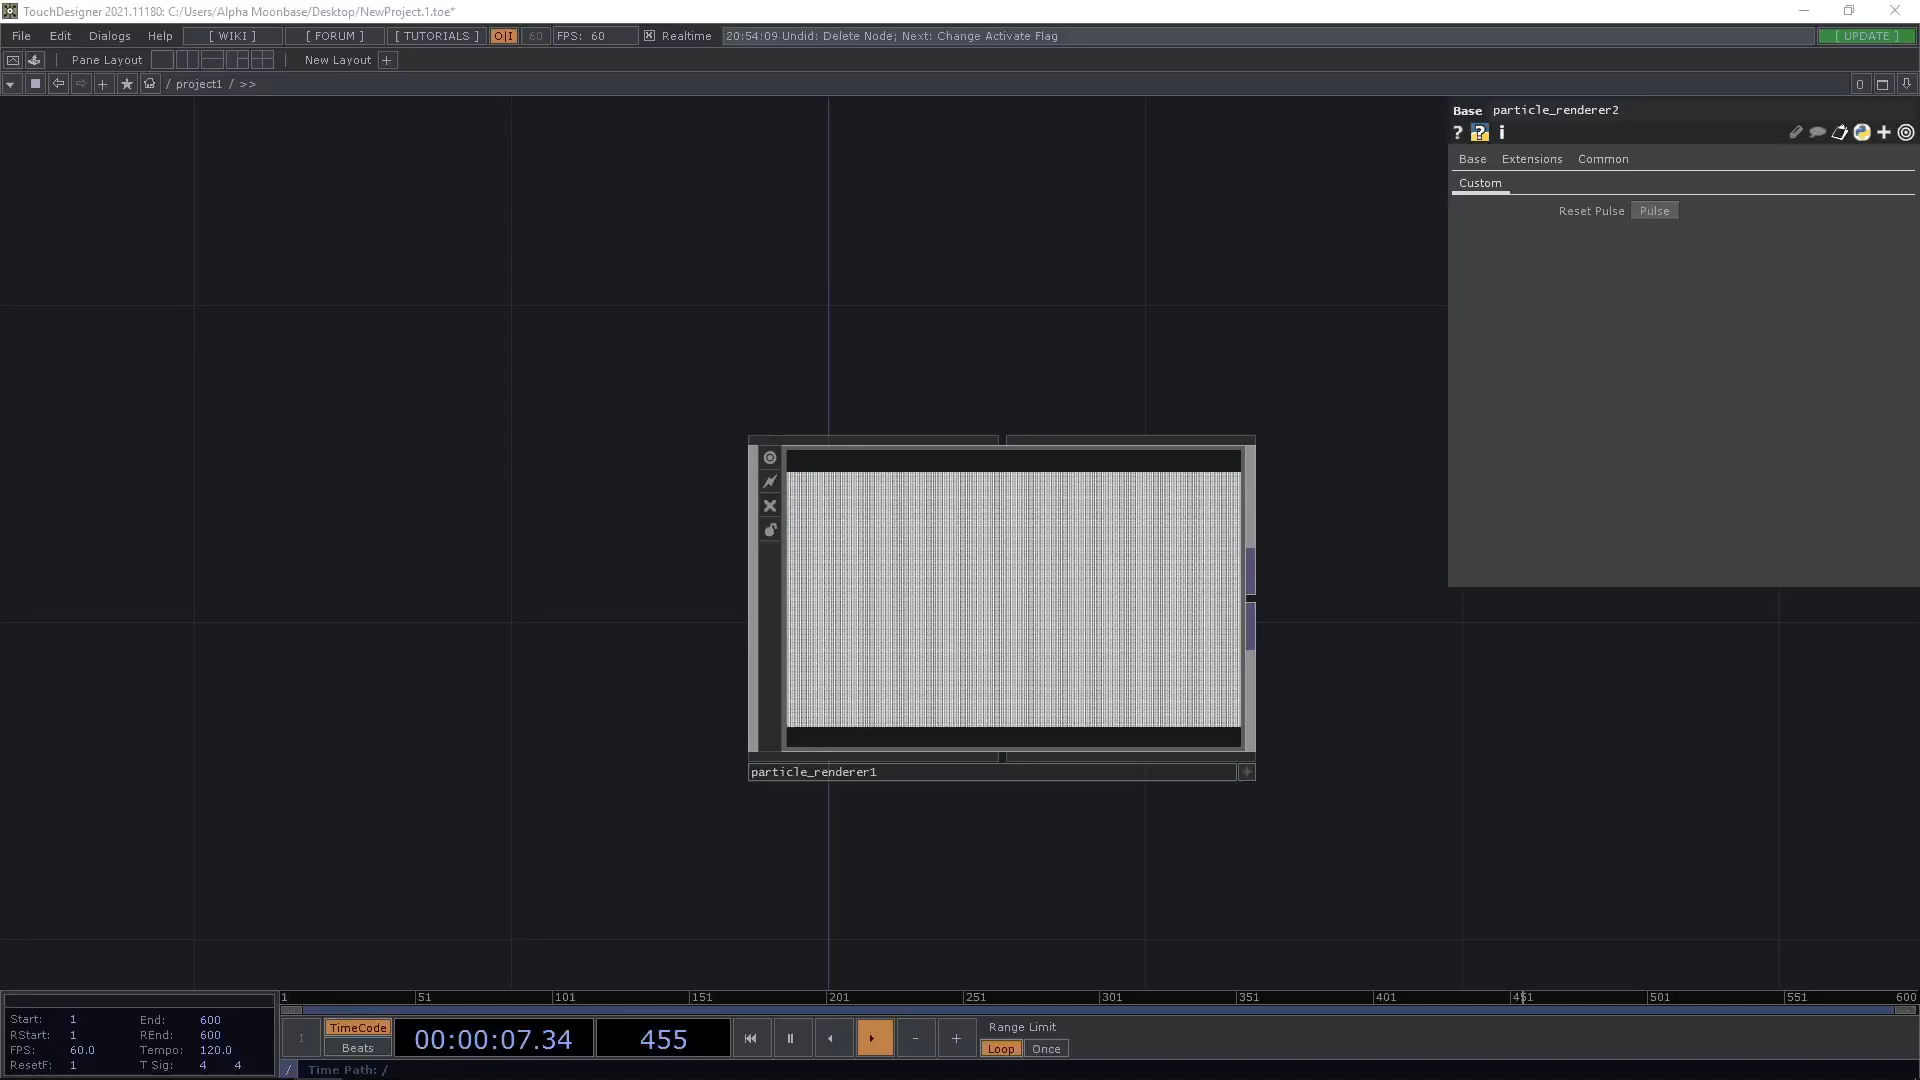 TouchDesigner 2021.11180: C:/Users/Alpha Moonbase/Desktop/NewProject.1.toe*
File Edit Dialogs Help [ WIKI ] [ FORUM ] [ TUTORIALS ] O|I 60 FPS: 60 Realtime 20:54:09 Undid: Delete Node; Next: Change Activate Flag [ UPDATE ]
Pane Layout New Layout +
/ project1 / >> 0
Base particle_renderer2
? ? i
Base Extensions Common
Custom
Reset Pulse Pulse
particle_renderer1
1 51 101 151 201 251 301 351 401 451 501 551 600
Start: 1 End: 600
RStart: 1 REnd: 600
FPS: 60.0 Tempo: 120.0
ResetF: 1 T Sig: 4 4
I TimeCode Beats 00:00:07.34 455 - + Range Limit
Loop Once
/ Time Path: /